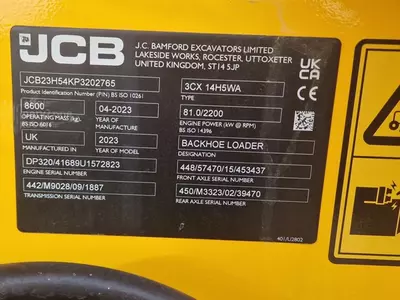 JCB
J.C. BAMFORD EXCAVATORS LIMITED
LAKESIDE WORKS, ROCESTER, UTTOXETER
UNITED KINGDOM, ST14 5JP
UK
CA
JCB23H54KP3202765
Product Identification Number (PIN) BS ISO 10261
3CX 14H5WA
8600
OPERATING MASS (kg)
BS ISO 6016
04-2023
YEAR OF
MANUFACTURE
81.0/2200
ENGINE POWER (kW @ RPM)
BS ISO 14396
UK
MANUFACTURED IN
2023
MODEL YEAR
BACKHOE LOADER
DESIGNATION
DP320/41689U1572823
ENGINE SERIAL NUMBER
448/57470/15/453437
FRONT AXLE SERIAL NUMBER
442/M9028/09/1887
TRANSMISSION SERIAL NUMBER
450/M3323/02/39470
REAR AXLE SERIAL NUMBER